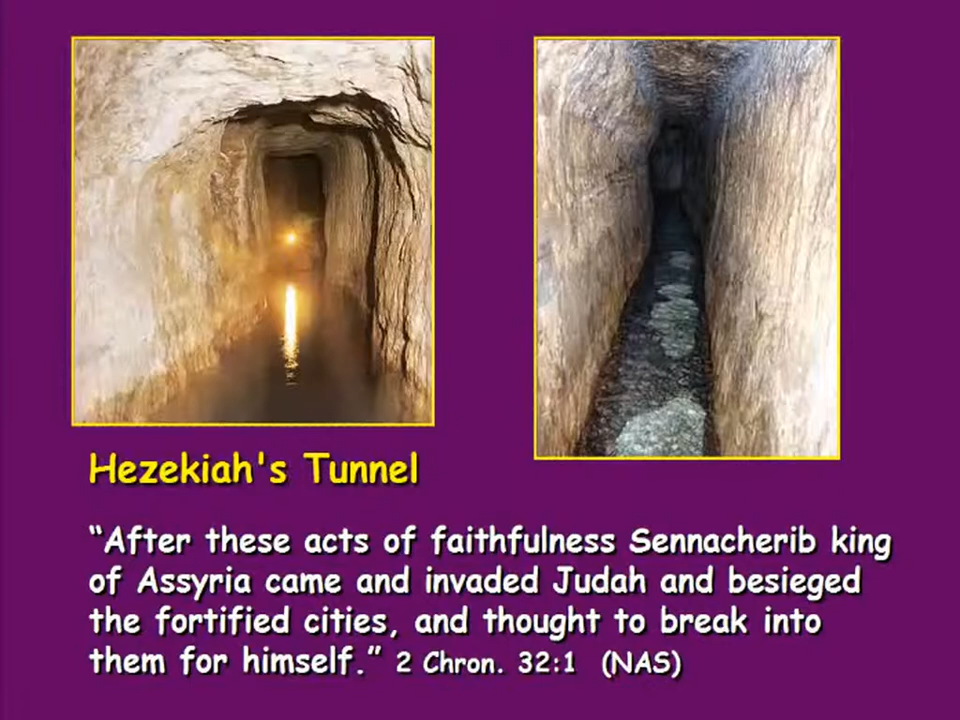 Hezekiah's Tunnel
“After these acts of faithfulness Sennacherib king
of Assyria came and invaded Judah and besieged
the fortified cities, and thought to break into
them for himself.” 2 Chron. 32:1 (NAS)